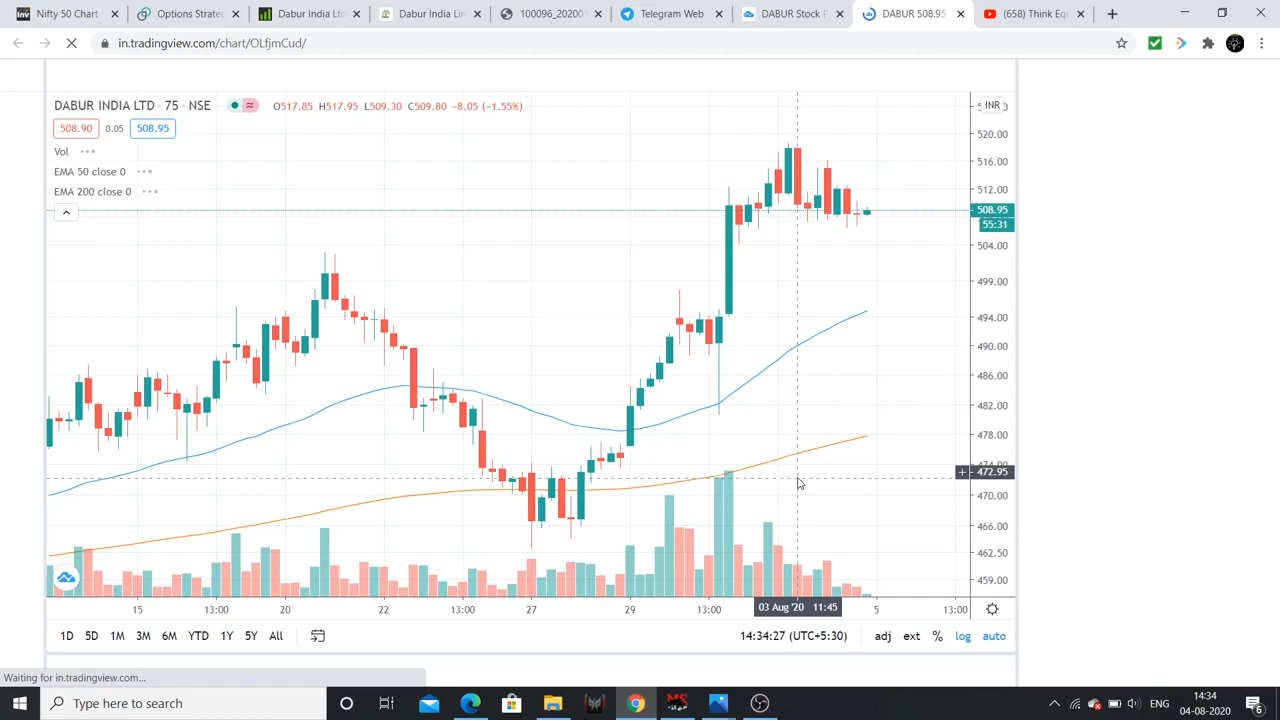 Nifty 50 Chart
Option Strate
Dabur India Ltd
Dabur India Lin
100096_20200
Telegram Web
DABUR Stock P
DABUR 508.95
(658) Think Eq
in.tradingview.com/chart/OLfjmCud/
DABUR INDIA LTD · 75 · NSE
O517.85 H517.95 L509.30 C509.80 −8.05 (−1.55%)
INR
508.90 0.05 508.95
Vol
EMA 50 close 0
EMA 200 close 0
520.00
516.00
512.00
508.95
55:31
504.00
499.00
494.00
490.00
486.00
482.00
478.00
474.00
472.95
470.00
466.00
462.50
459.00
15 13:00 20 22 13:00 27 29 13:00 03 Aug '20 11:45 5 13:00
1D 5D 1M 3M 6M YTD 1Y 5Y All
14:34:27 (UTC+5:30) adj ext % log auto
Waiting for in.tradingview.com...
Type here to search
ENG
14:34
04-08-2020
6